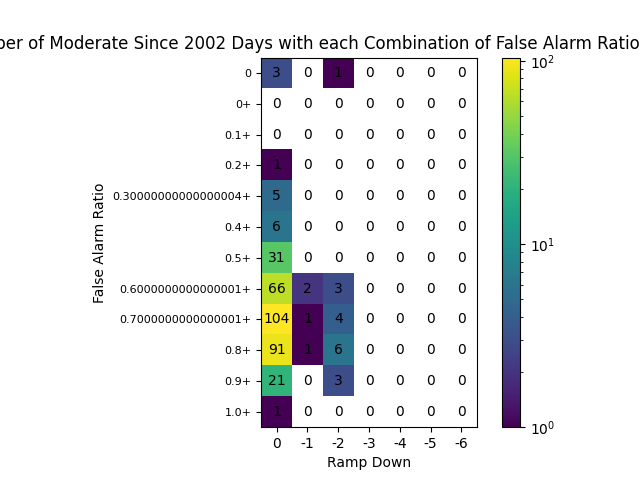 ber of Moderate Since 2002 Days with each Combination of False Alarm Ratio
False Alarm Ratio
0 3 0 1 0 0 0 0
0+ 0 0 0 0 0 0 0
0.1+ 0 0 0 0 0 0 0
0.2+ 1 0 0 0 0 0 0
0.30000000000000004+ 5 0 0 0 0 0 0
0.4+ 6 0 0 0 0 0 0
0.5+ 31 0 0 0 0 0 0
0.6000000000000001+ 66 2 3 0 0 0 0
0.7000000000000001+ 104 1 4 0 0 0 0
0.8+ 91 1 6 0 0 0 0
0.9+ 21 0 3 0 0 0 0
1.0+ 1 0 0 0 0 0 0
0 -1 -2 -3 -4 -5 -6
Ramp Down
10²
10¹
10⁰